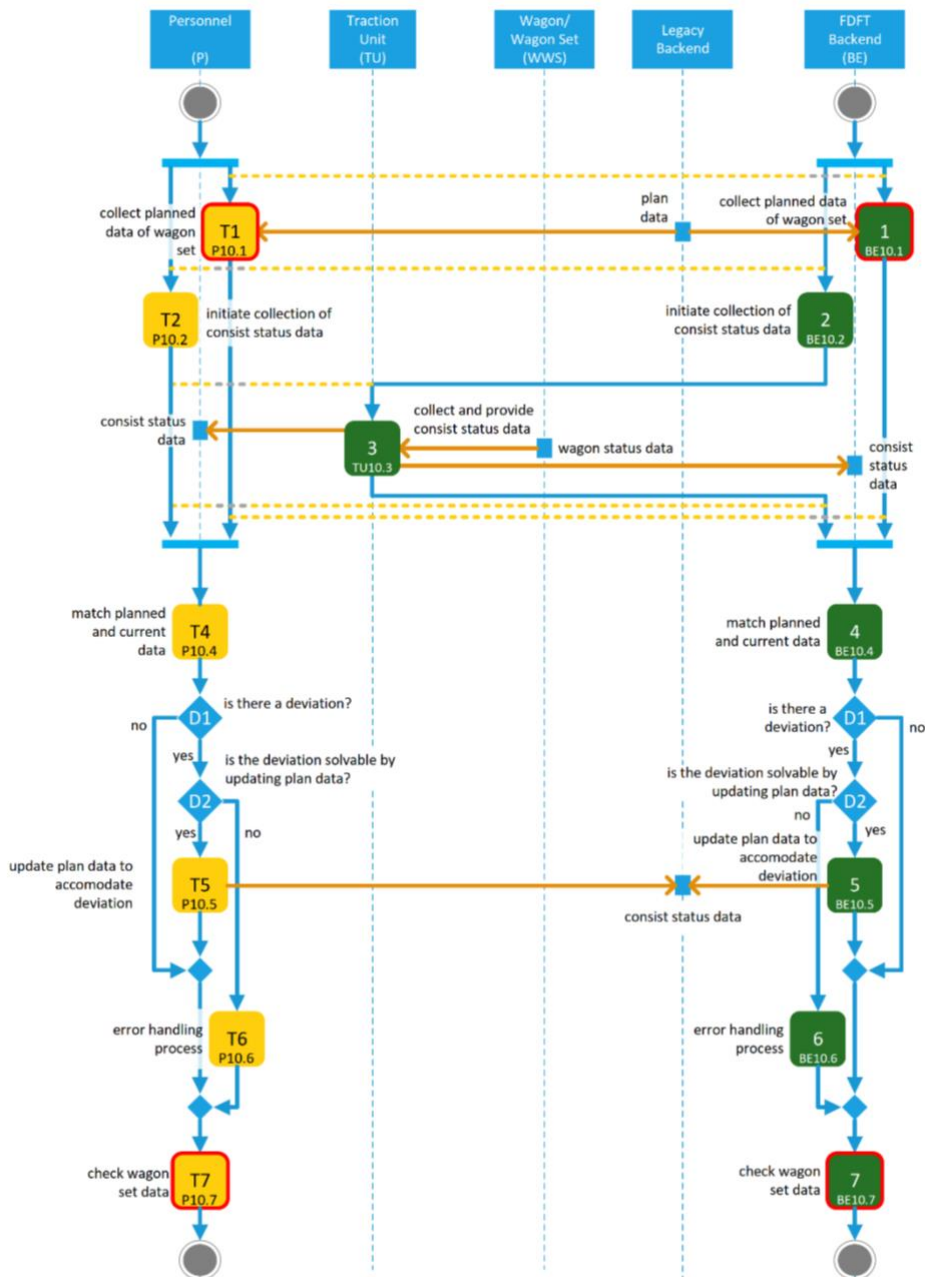 Personnel
(P)
Traction
Unit
(TU)
Wagon/
Wagon Set
(WWS)
Legacy
Backend
FDFT
Backend
(BE)
collect planned
data of wagon
set
T1
P10.1
plan
data
collect planned data
of wagon set
1
BE10.1
T2
P10.2
initiate collection of
consist status data
initiate collection of
consist status data
2
BE10.2
consist status
data
3
TU10.3
collect and provide
consist status data
wagon status data
consist
status
data
match planned
and current
data
T4
P10.4
match planned
and current
data
4
BE10.4
no
D1
is there a deviation?
yes
is there a
deviation?
D1
no
yes
is the deviation solvable by
updating plan data?
D2
yes
no
is the deviation solvable by
updating plan data?
D2
no
yes
update plan data to
accomodate
deviation
T5
P10.5
consist status data
update plan data to
accomodate
deviation
5
BE10.5
error handling
process
T6
P10.6
error handling
process
6
BE10.6
check wagon
set data
T7
P10.7
check wagon
set data
7
BE10.7